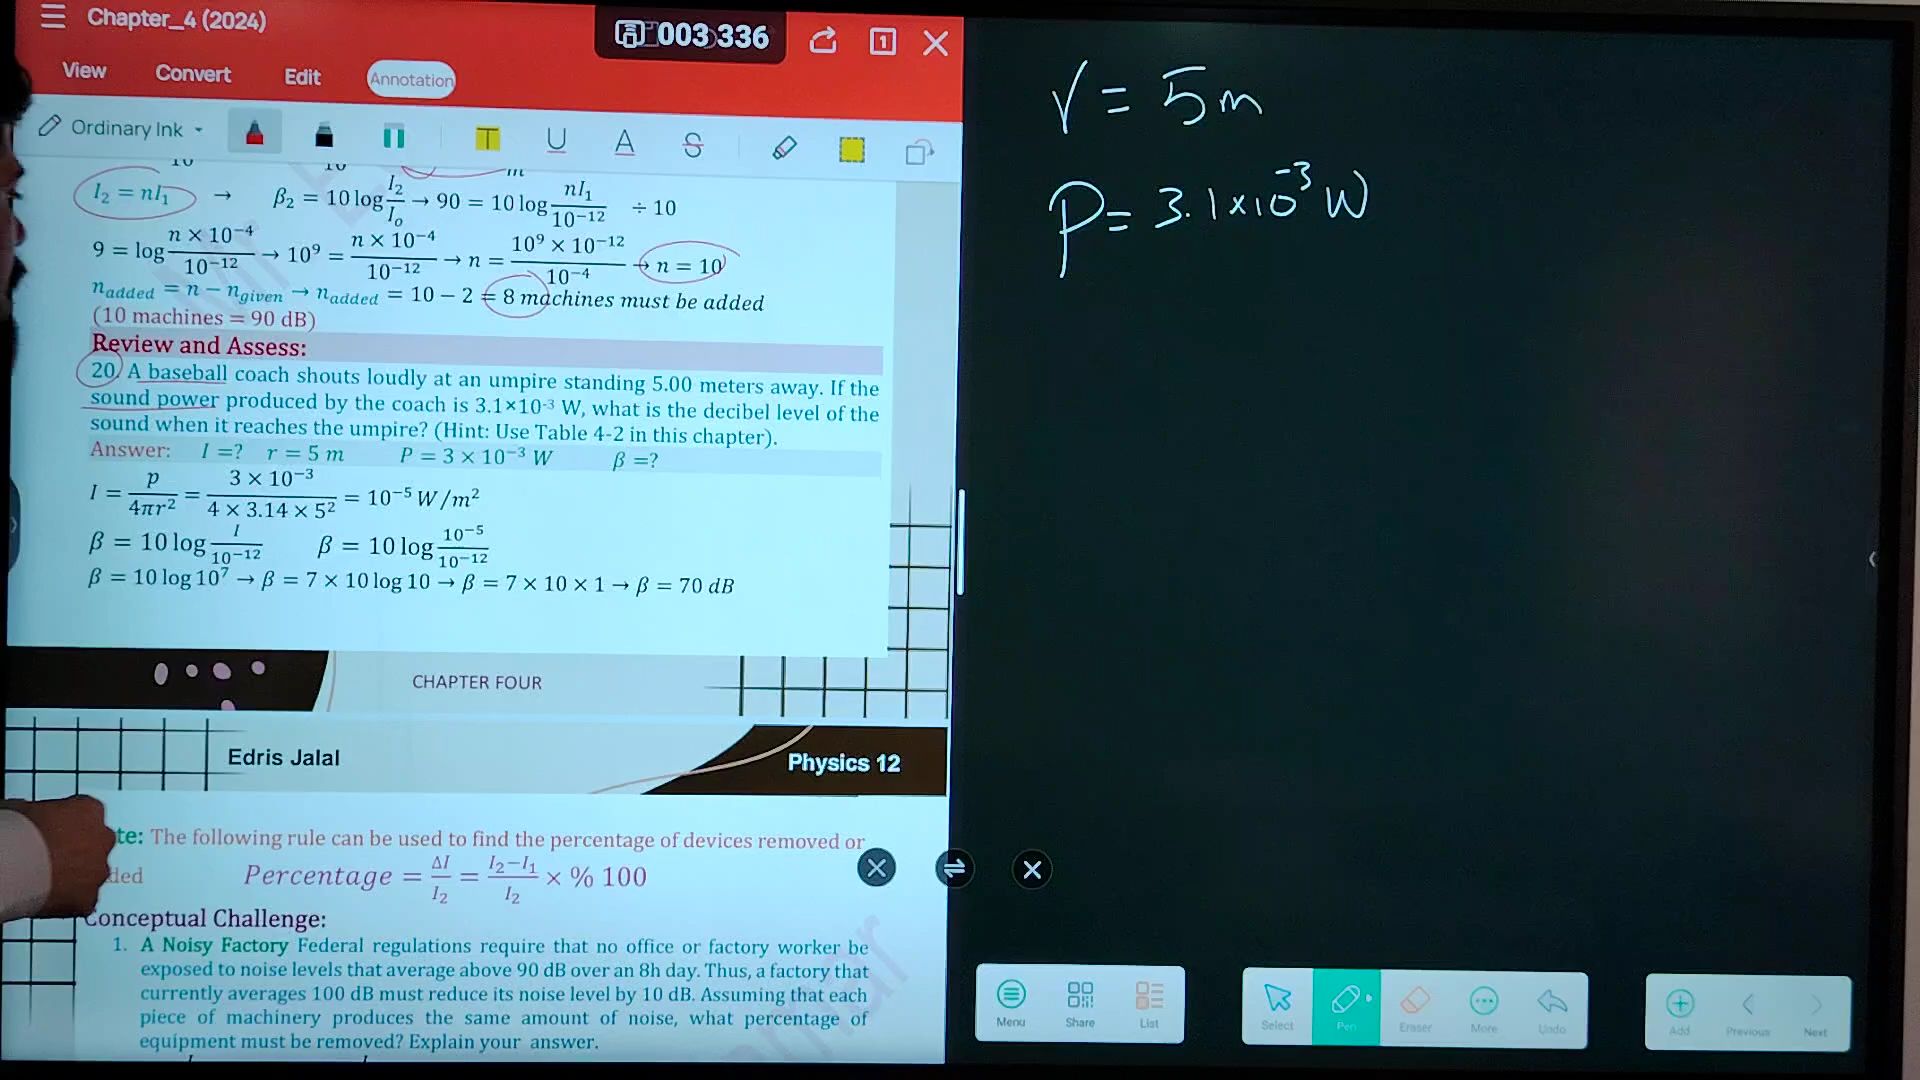 Chapter_4 (2024)
003 336
View Convert Edit Annotation
Ordinary Ink
I₂ = nI₁ → β₂ = 10 log I₂/Iₒ → 90 = 10 log nI₁/10⁻¹² ÷ 10
9 = log n × 10⁻⁴/10⁻¹² → 10⁹ = n × 10⁻⁴/10⁻¹² → n = 10⁹ × 10⁻¹²/10⁻⁴ → n = 10
n_added = n − n_given → n_added = 10 − 2 = 8 machines must be added
(10 machines = 90 dB)
Review and Assess:
20. A baseball coach shouts loudly at an umpire standing 5.00 meters away. If the
sound power produced by the coach is 3.1×10⁻³ W, what is the decibel level of the
sound when it reaches the umpire? (Hint: Use Table 4-2 in this chapter).
Answer: I =? r = 5 m P = 3 × 10⁻³ W β =?
I = p/4πr² = 3 × 10⁻³/4 × 3.14 × 5² = 10⁻⁵ W/m²
β = 10 log I/10⁻¹² β = 10 log 10⁻⁵/10⁻¹²
β = 10 log 10⁷ → β = 7 × 10 log 10 → β = 7 × 10 × 1 → β = 70 dB
CHAPTER FOUR
Edris Jalal
Physics 12
te: The following rule can be used to find the percentage of devices removed or
ded Percentage = ΔI/I₂ = I₂−I₁/I₂ × % 100
Conceptual Challenge:
1. A Noisy Factory Federal regulations require that no office or factory worker be
exposed to noise levels that average above 90 dB over an 8h day. Thus, a factory that
currently averages 100 dB must reduce its noise level by 10 dB. Assuming that each
piece of machinery produces the same amount of noise, what percentage of
equipment must be removed? Explain your answer.
r = 5m
P = 3.1×10⁻³ W
Menu Share List
Select Pen Eraser More Undo
Add Previous Next